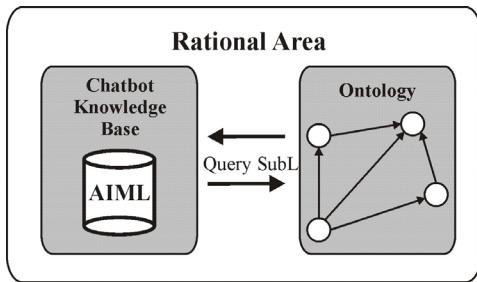 Rational Area
Chatbot
Knowledge
Base
AIML
Query SubL
Ontology